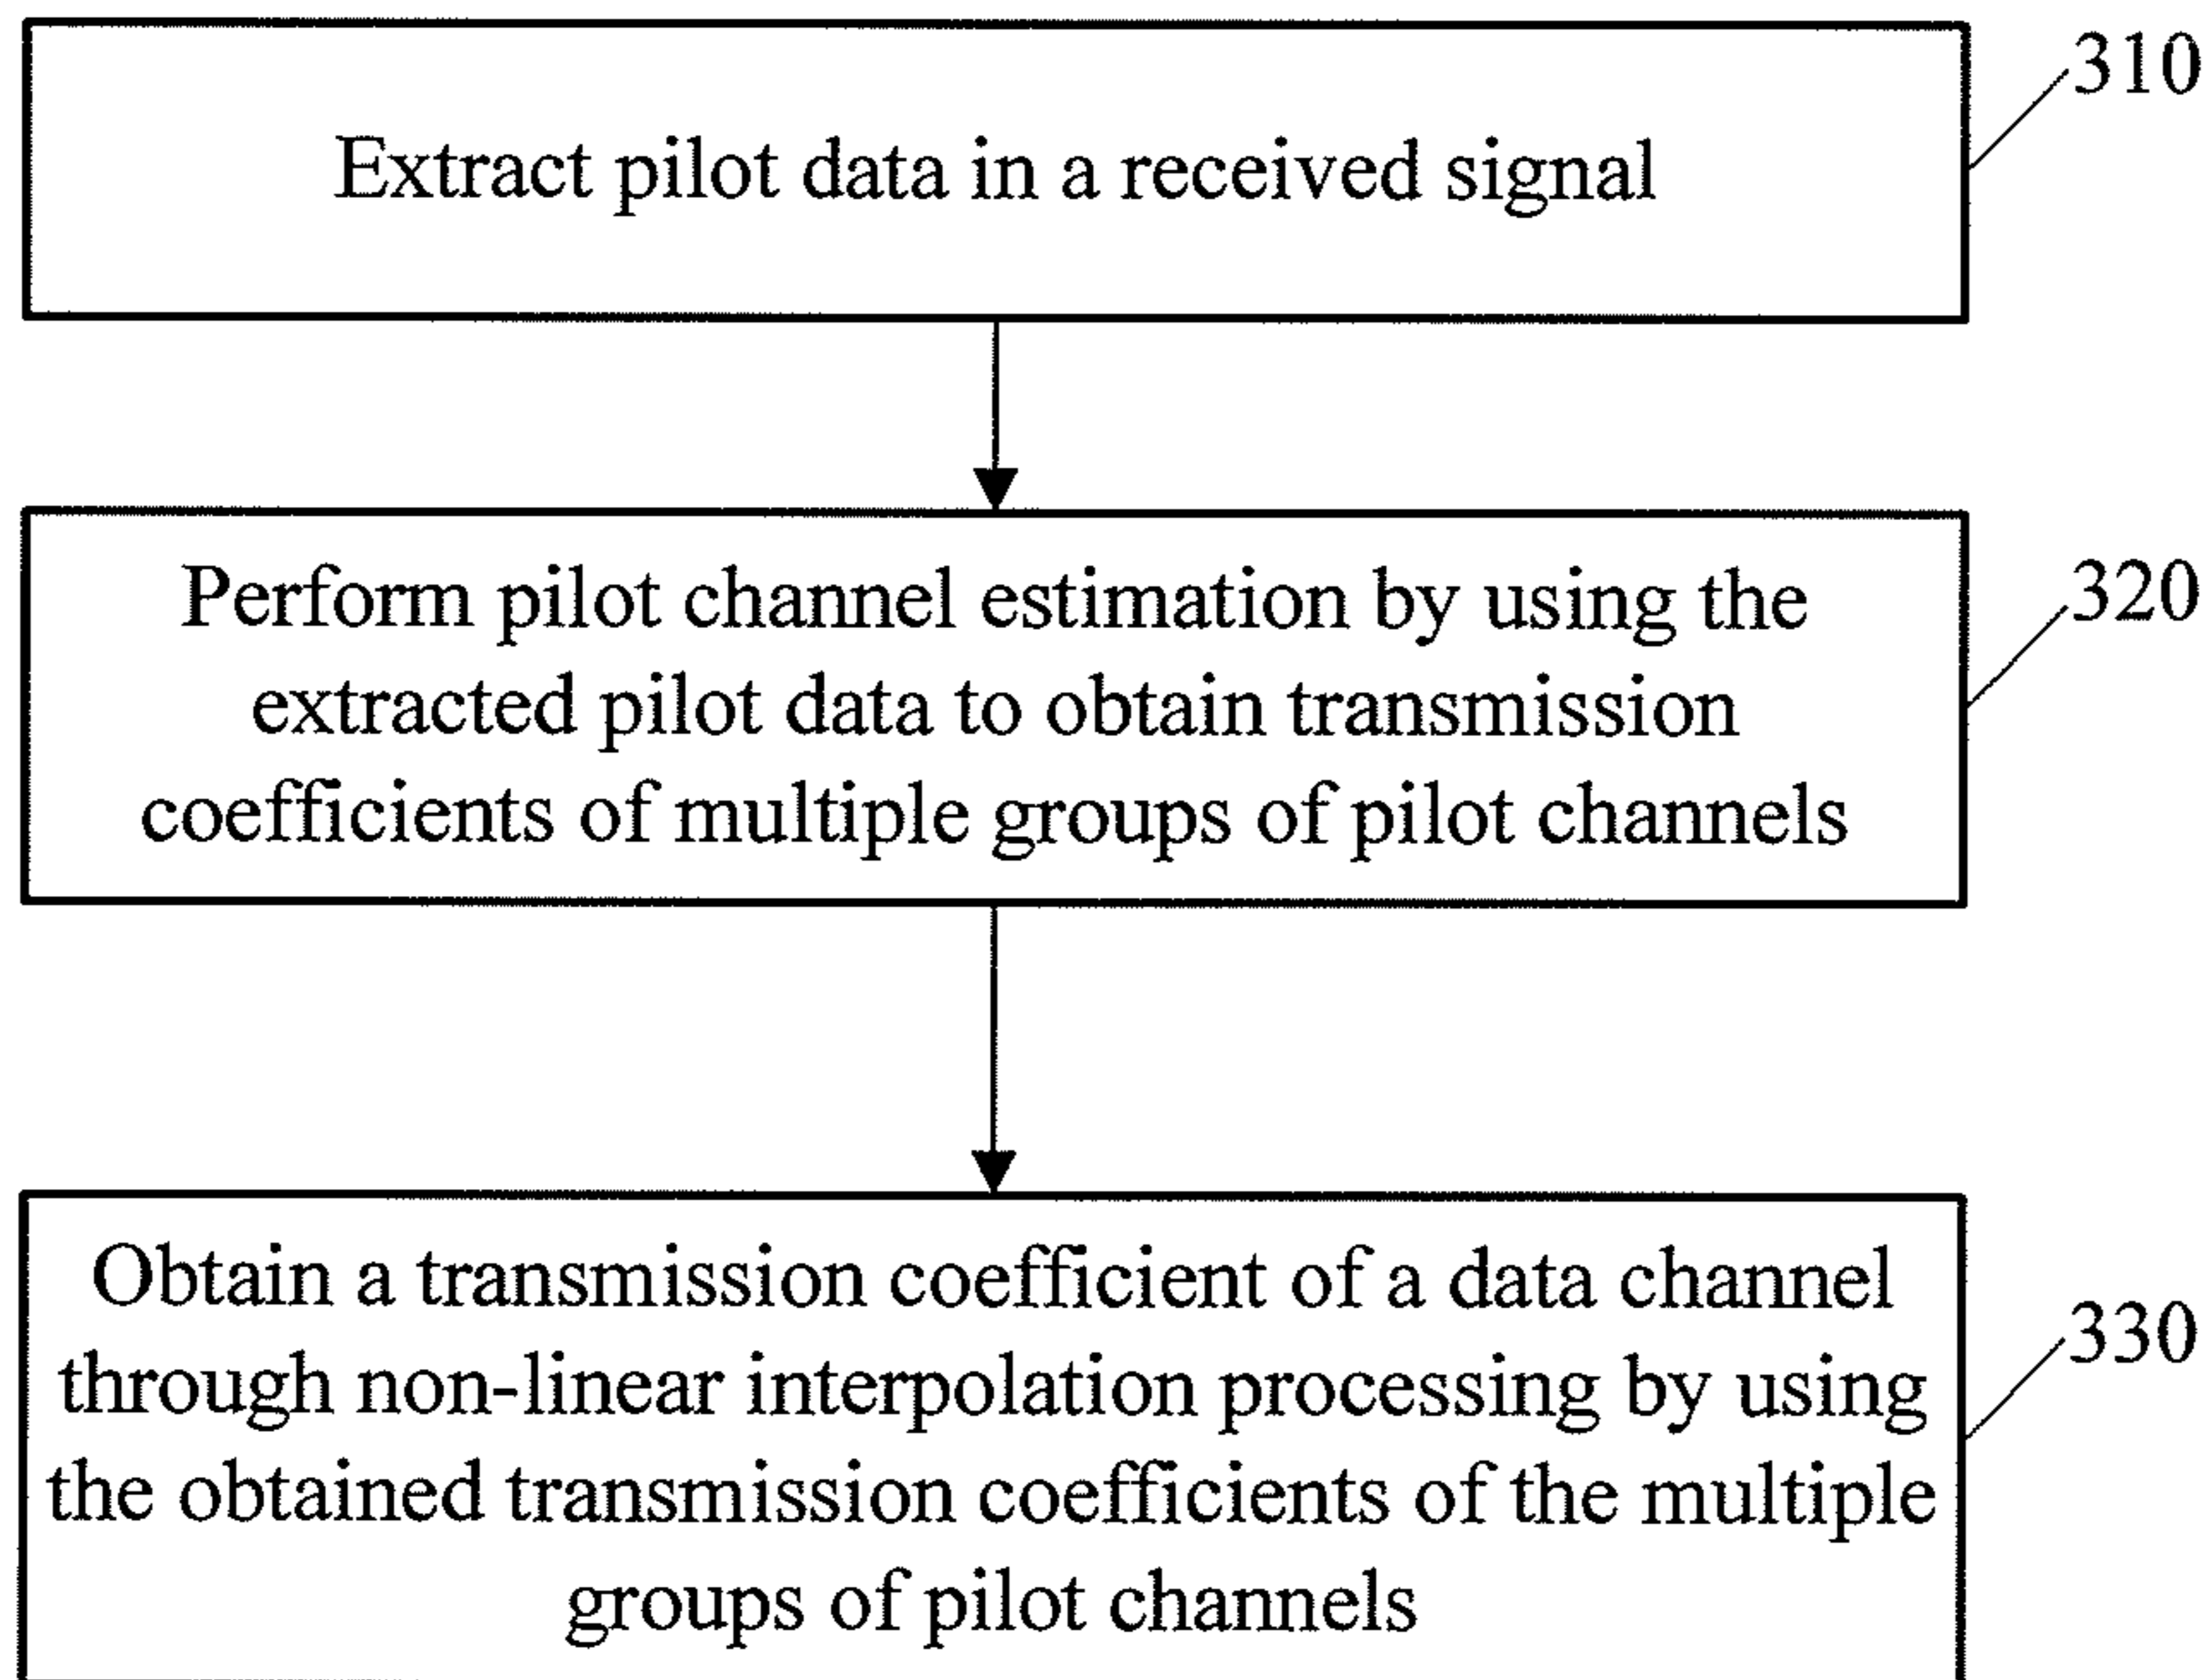 Extract pilot data in a received signal
310
Perform pilot channel estimation by using the
extracted pilot data to obtain transmission
coefficients of multiple groups of pilot channels
320
Obtain a transmission coefficient of a data channel
through non-linear interpolation processing by using
the obtained transmission coefficients of the multiple
groups of pilot channels
330